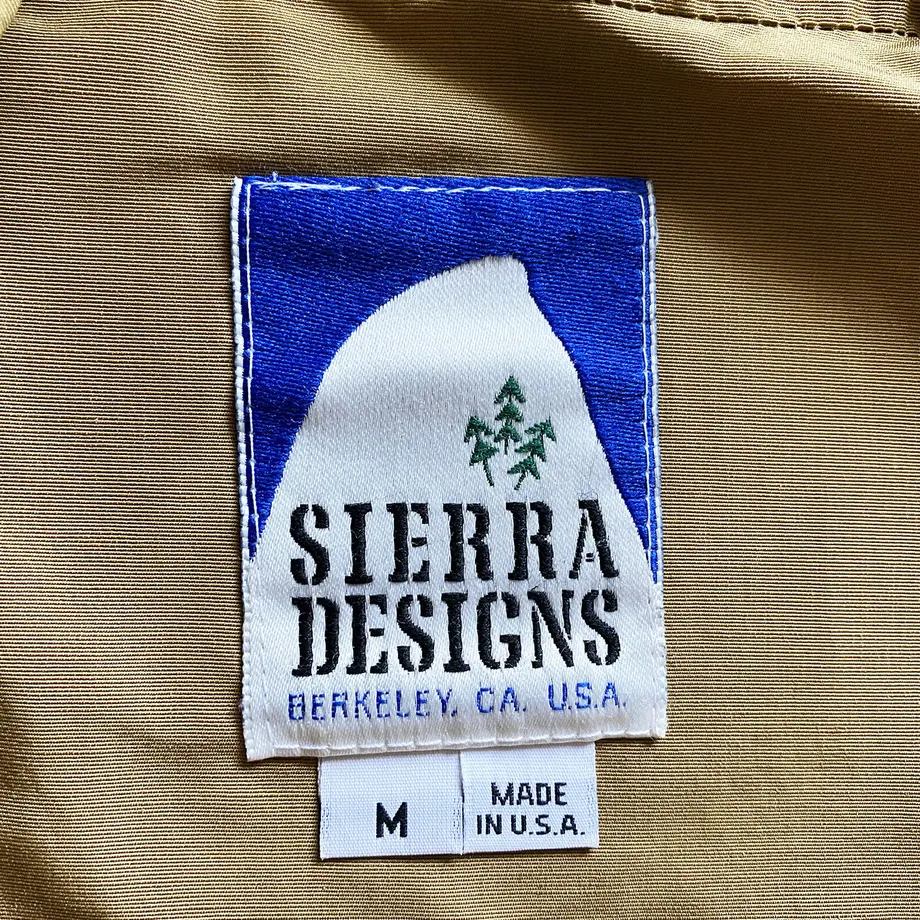 SIERRA
DESIGNS
BERKELEY, CA. U.S.A.
M
MADE
IN U.S.A.